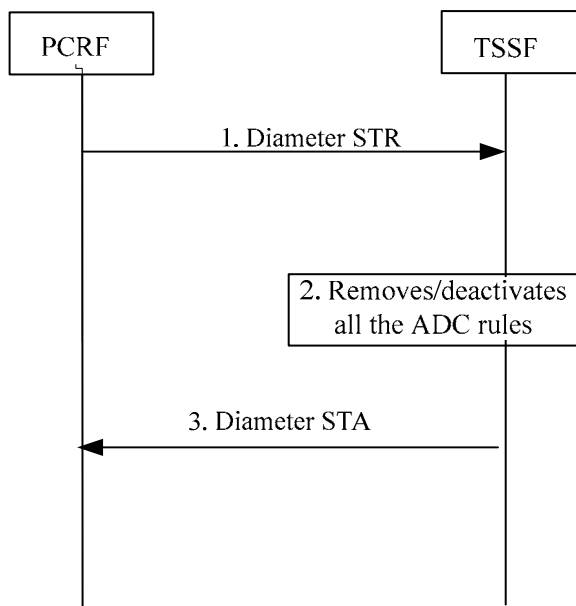 PCRF
TSSF
1. Diameter STR
2. Removes/deactivates
all the ADC rules
3. Diameter STA